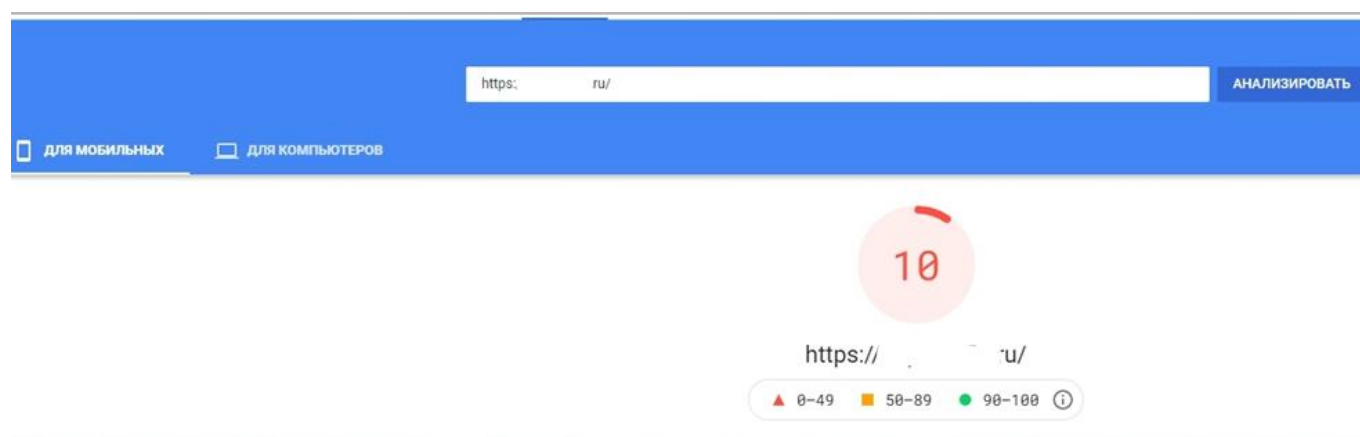 https: ru/
АНАЛИЗИРОВАТЬ
ДЛЯ МОБИЛЬНЫХ ДЛЯ КОМПЬЮТЕРОВ
10
https:// ru/
0–49 50–89 90–100